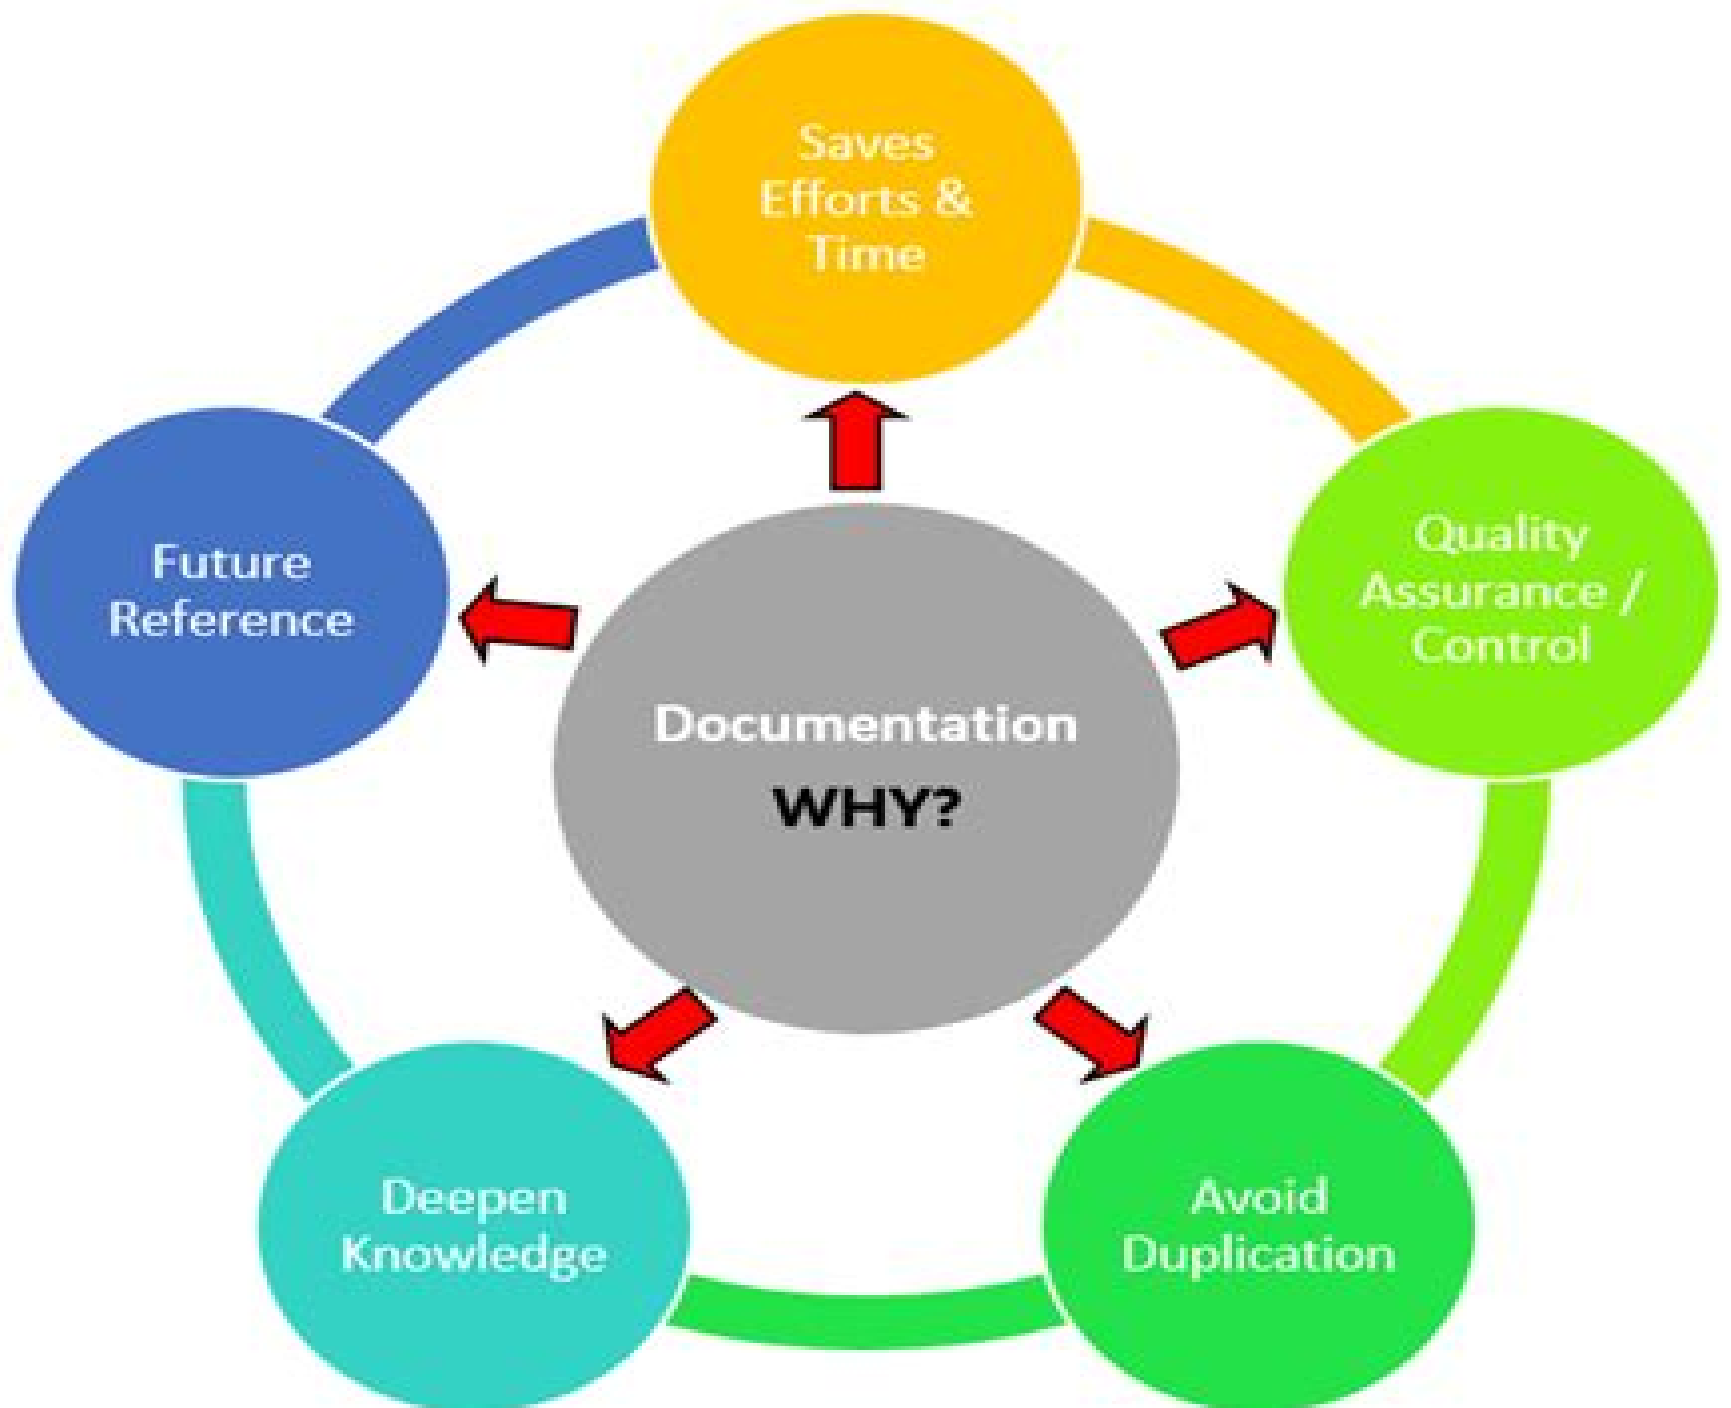 Saves
Efforts &
Time
Quality
Assurance /
Control
Avoid
Duplication
Deepen
Knowledge
Future
Reference
Documentation
WHY?